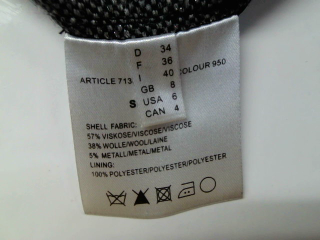 D 34
F 36
ARTICLE 713 I 40 COLOUR 950
GB 8
S USA 6
CAN 4
SHELL FABRIC:
57% VISKOSE/VISCOSE/VISCOSE
38% WOLLE/WOOL/LAINE
5% METALL/METAL/METAL
LINING:
100% POLYESTER/POLYESTER/POLYESTER